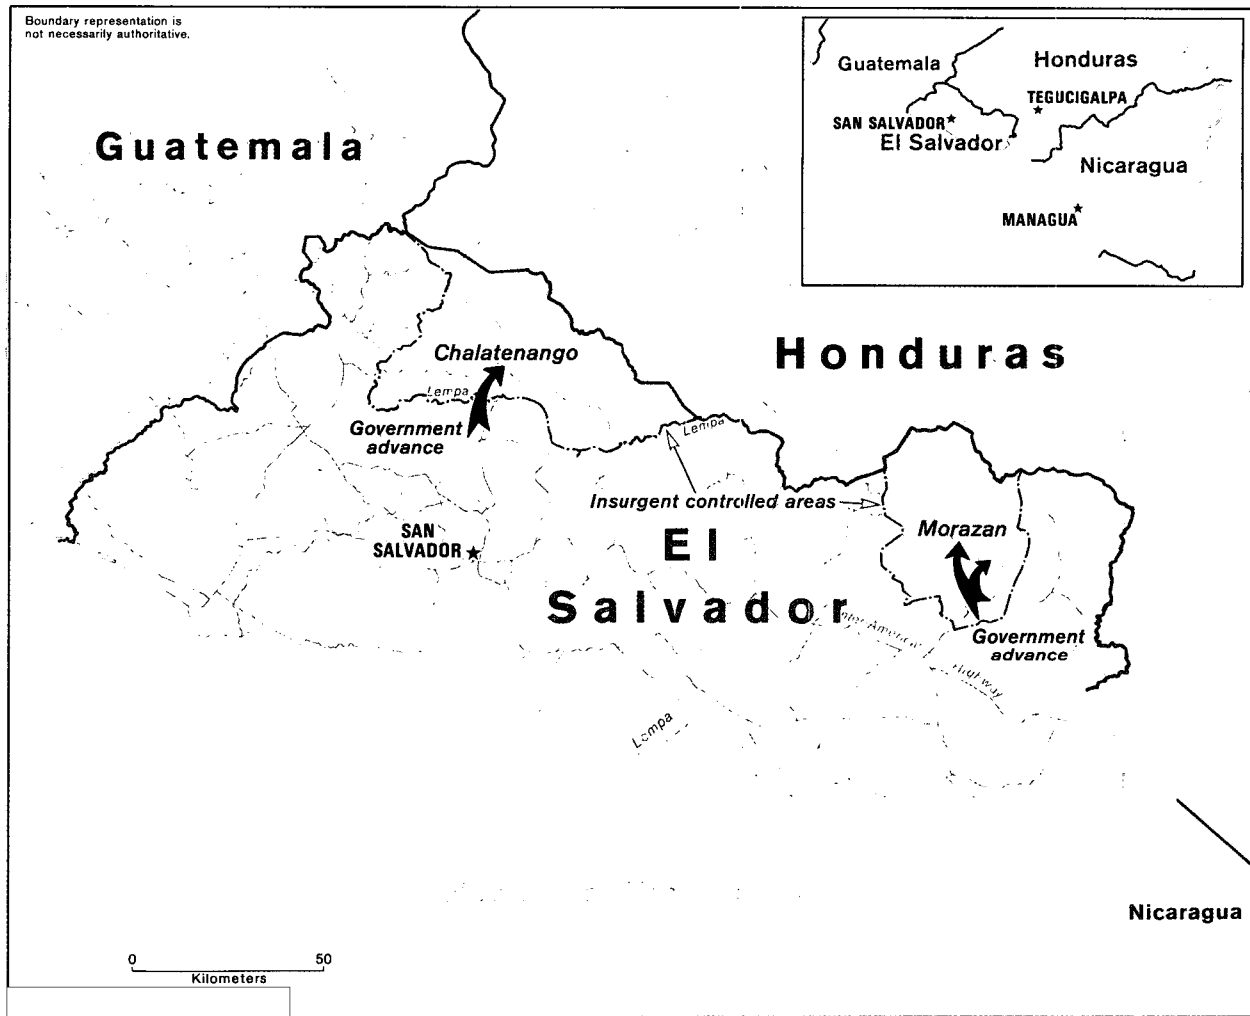 Boundary representation is
not necessarily authoritative.
Guatemala
Honduras
TEGUCIGALPA
SAN SALVADOR
El Salvador
Nicaragua
MANAGUA
Guatemala
Honduras
Chalatenango
Lempa
Government
advance
Lempa
Insurgent controlled areas
Morazan
SAN
SALVADOR
El
Salvador
Government
advance
Highway
Lempa
Nicaragua
0 50
Kilometers